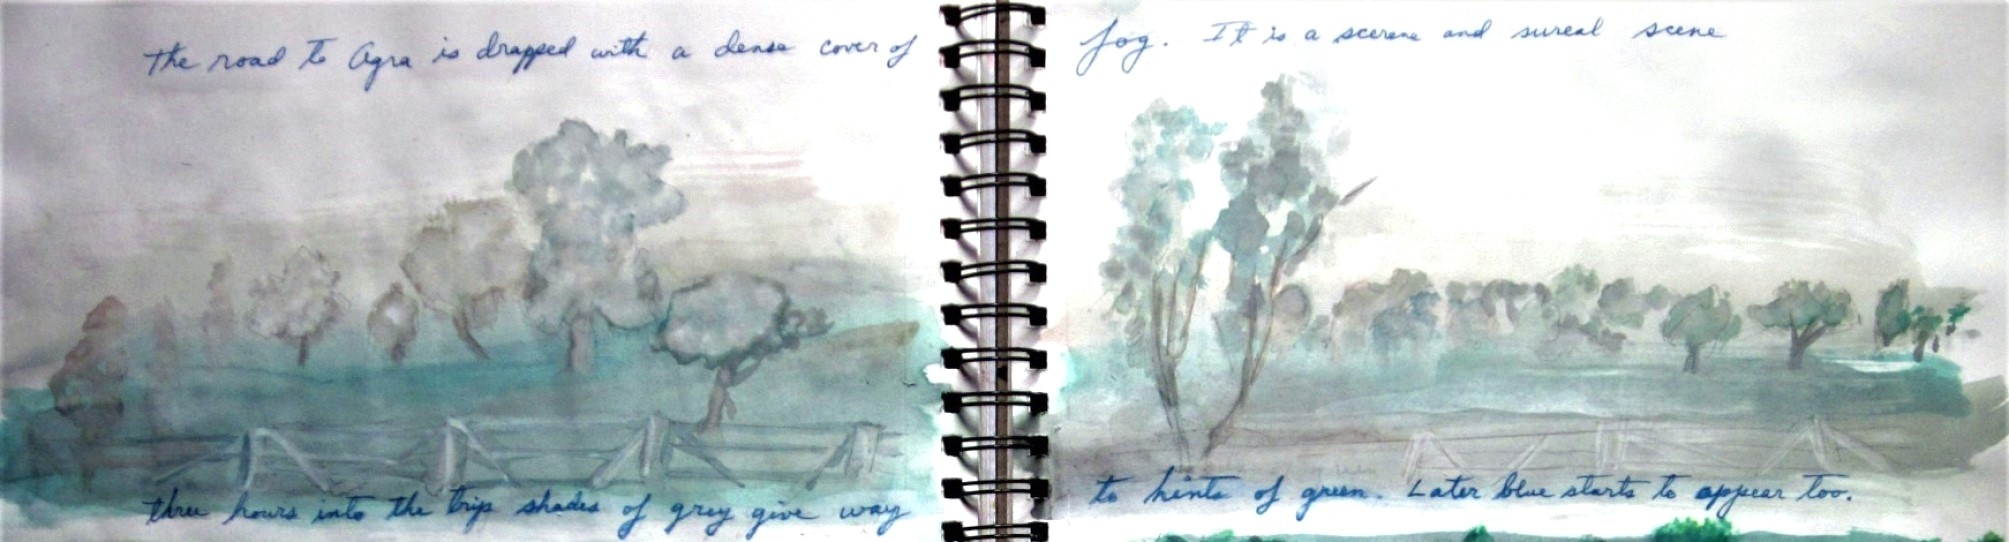 The road to Agra is drapped with a dense cover of fog. It is a scerene and sureal scene
three hours into the trip shades of grey give way to hints of green. Later blue starts to appear too.